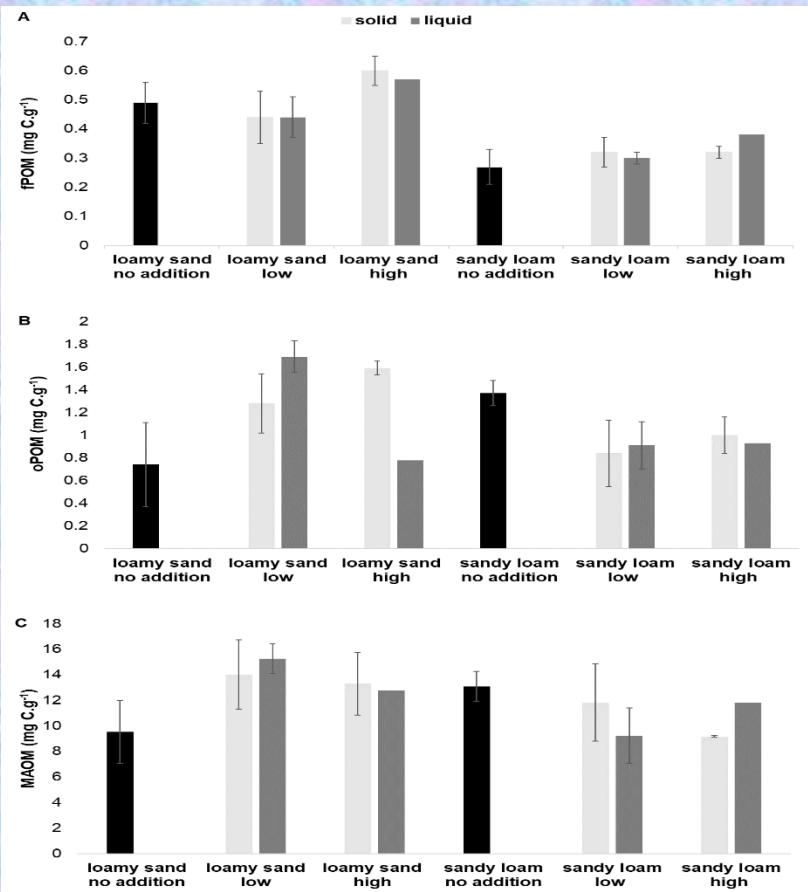 A
solid liquid
fPOM (mg C.g-1)
0.7
0.6
0.5
0.4
0.3
0.2
0.1
0
loamy sand loamy sand loamy sand sandy loam sandy loam sandy loam
no addition low high no addition low high
B
oPOM (mg C.g-1)
2
1.8
1.6
1.4
1.2
1
0.8
0.6
0.4
0.2
0
loamy sand loamy sand loamy sand sandy loam sandy loam sandy loam
no addition low high no addition low high
C
MAOM (mg C.g-1)
18
16
14
12
10
8
6
4
2
0
loamy sand loamy sand loamy sand sandy loam sandy loam sandy loam
no addition low high no addition low high